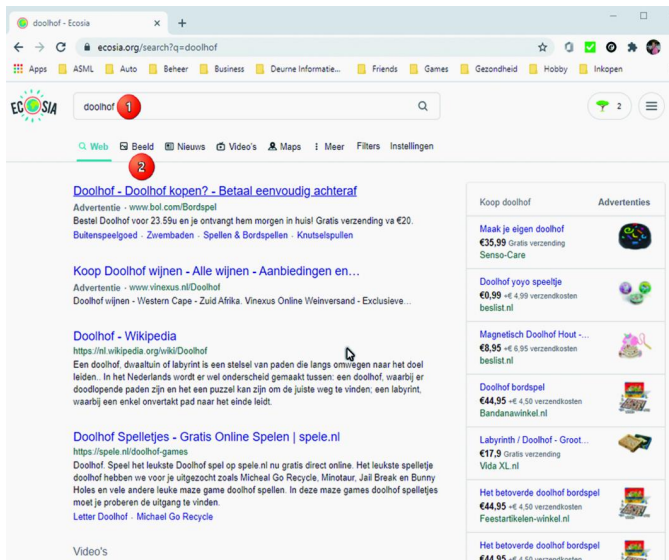 doolhof - Ecosia
ecosia.org/search?q=doolhof
Apps ASML Auto Beheer Business Deurne Informatie... Friends Games Gezondheid Hobby Inkopen
ECOSIA
doolhof 1
2
Web Beeld Nieuws Video's Maps Meer Filters Instellingen
2
Doolhof - Doolhof kopen? - Betaal eenvoudig achteraf
Advertentie - www.bol.com/Bordspel
Bestel Doolhof voor 23.59u en je ontvangt hem morgen in huis! Gratis verzending va €20.
Buitenspeelgoed - Zwembaden - Spellen & Bordspellen - Knutselspullen
Koop Doolhof wijnen - Alle wijnen - Aanbiedingen en…
Advertentie - www.vinexus.nl/Doolhof
Doolhof wijnen - Western Cape - Zuid Afrika. Vinexus Online Weinversand - Exclusieve…
Doolhof - Wikipedia
https://nl.wikipedia.org/wiki/Doolhof
Een doolhof, dwaaltuin of labyrint is een stelsel van paden die langs omwegen naar het doel
leiden.. In het Nederlands wordt er wel onderscheid gemaakt tussen: een doolhof, waarbij er
doodlopende paden zijn en het een puzzel kan zijn om de juiste weg te vinden; een labyrint,
waarbij een enkel onvertakt pad naar het einde leidt.
Doolhof Spelletjes - Gratis Online Spelen | spele.nl
https://spele.nl/doolhof-games
Doolhof. Speel het leukste Doolhof spel op spele.nl nu gratis direct online. Het leukste spelletje
doolhof hebben we voor je uitgezocht zoals Micheal Go Recycle, Minotaur, Jail Break en Bunny
Holes en vele andere leuke maze game doolhof spellen. In deze maze games doolhof spelletjes
moet je proberen de uitgang te vinden.
Letter Doolhof - Michael Go Recycle
Video's
Koop doolhof Advertenties
Maak je eigen doolhof
€35,99 Gratis verzending
Senso-Care
Doolhof yoyo speeltje
€0,99 +€ 4,99 verzendkosten
beslist.nl
Magnetisch Doolhof Hout -...
€8,95 +€ 6,95 verzendkosten
beslist.nl
Doolhof bordspel
€44,95 +€ 4,50 verzendkosten
Bandanawinkel.nl
Labyrinth / Doolhof - Groot...
€17,9 Gratis verzending
Vida XL.nl
Het betoverde doolhof bordspel
€44,95 +€ 4,50 verzendkosten
Feestartikelen-winkel.nl
Het betoverde doolhof bordspel
€44,95 +€ 4,50 verzendkosten